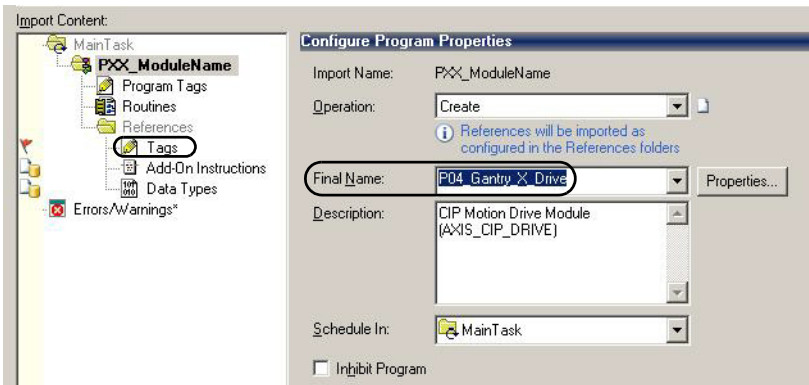 Import Content:
MainTask
PXX_ModuleName
Program Tags
Routines
References
Tags
Add-On Instructions
Data Types
Errors/Warnings*
Configure Program Properties
Import Name: PXX_ModuleName
Operation: Create
References will be imported as
configured in the References folders
Final Name: P04_Gantry_X_Drive Properties...
Description: CIP Motion Drive Module
(AXIS_CIP_DRIVE)
Schedule In: MainTask
Inhibit Program